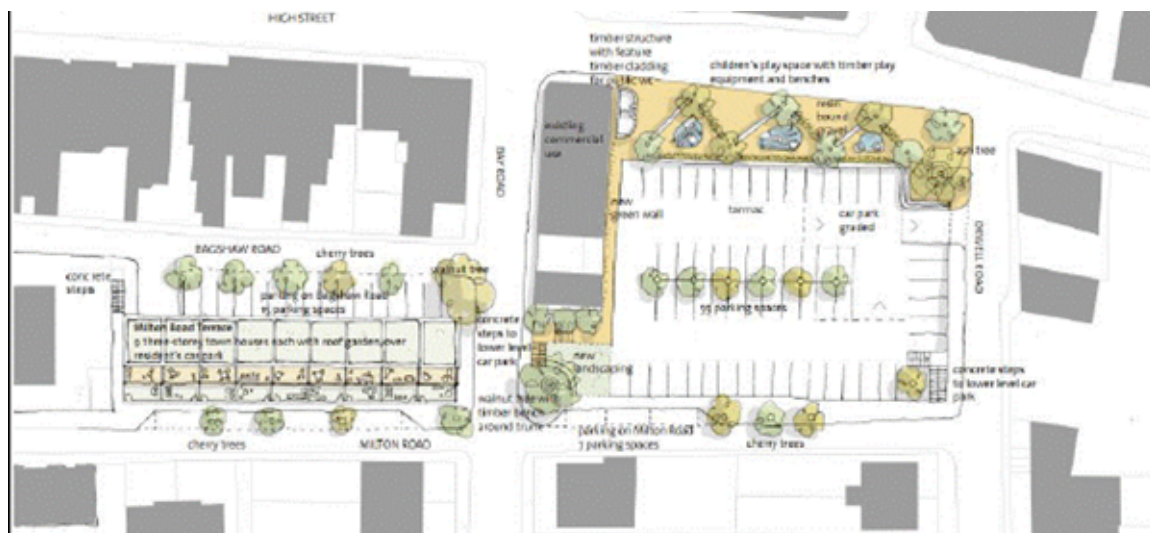 HIGH STREET
timber structure
with feature
timber cladding
for public wc
children's play space with timber play
equipment and benches
resin
bound
gravel
existing
commercial
use
BAY ROAD
ash tree
new
green wall
tarmac
car park
graded
BAGSHAW ROAD
cherry trees
concrete
steps
walnut tree
parking on Bagshaw Road
15 parking spaces
Milton Road Terrace
9 three-storey town houses each with roof garden, over
resident's car park
concrete
steps to
lower level
car park
55 parking spaces
new
landscaping
concrete steps
to lower level car
park
walnut tree with
timber bench
around trunk
cherry trees
MILTON ROAD
parking on Milton Road
7 parking spaces
cherry trees
ROAD